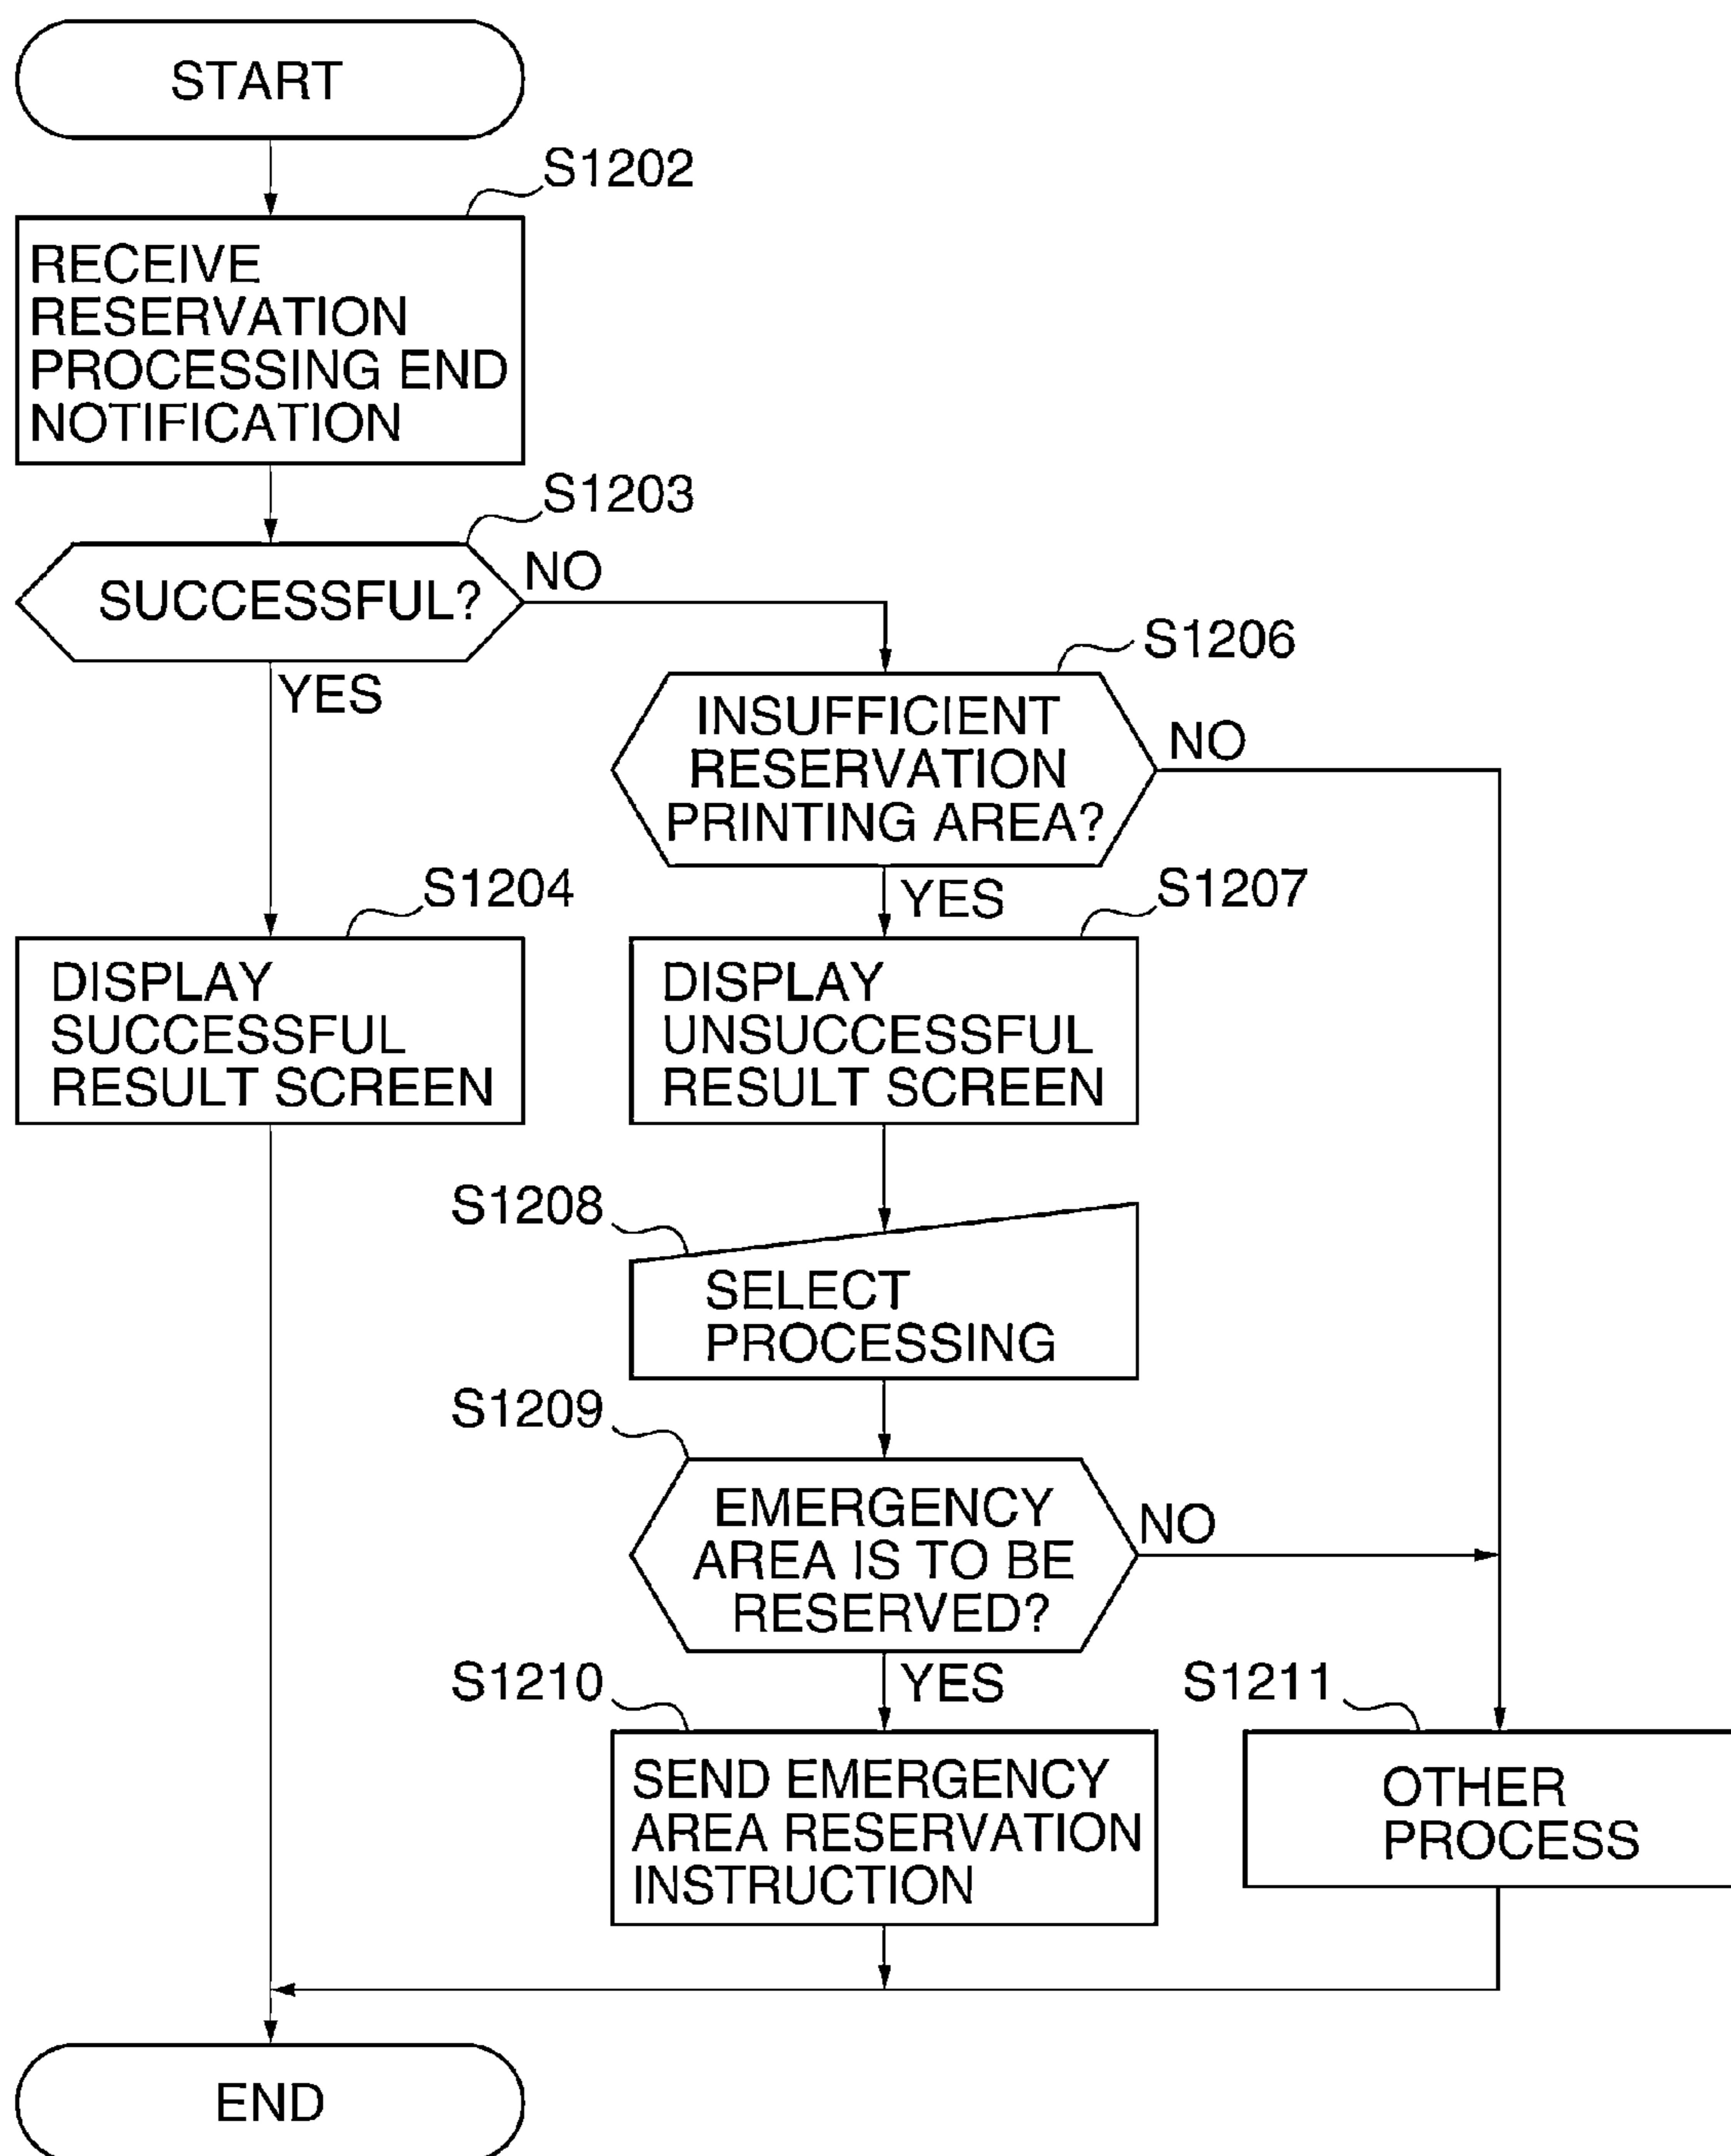 START
S1202
RECEIVE
RESERVATION
PROCESSING END
NOTIFICATION
S1203
SUCCESSFUL?
NO
YES
S1206
INSUFFICIENT
RESERVATION
PRINTING AREA?
NO
YES
S1204
DISPLAY
SUCCESSFUL
RESULT SCREEN
S1207
DISPLAY
UNSUCCESSFUL
RESULT SCREEN
S1208
SELECT
PROCESSING
S1209
EMERGENCY
AREA IS TO BE
RESERVED?
NO
YES
S1210
SEND EMERGENCY
AREA RESERVATION
INSTRUCTION
S1211
OTHER
PROCESS
END